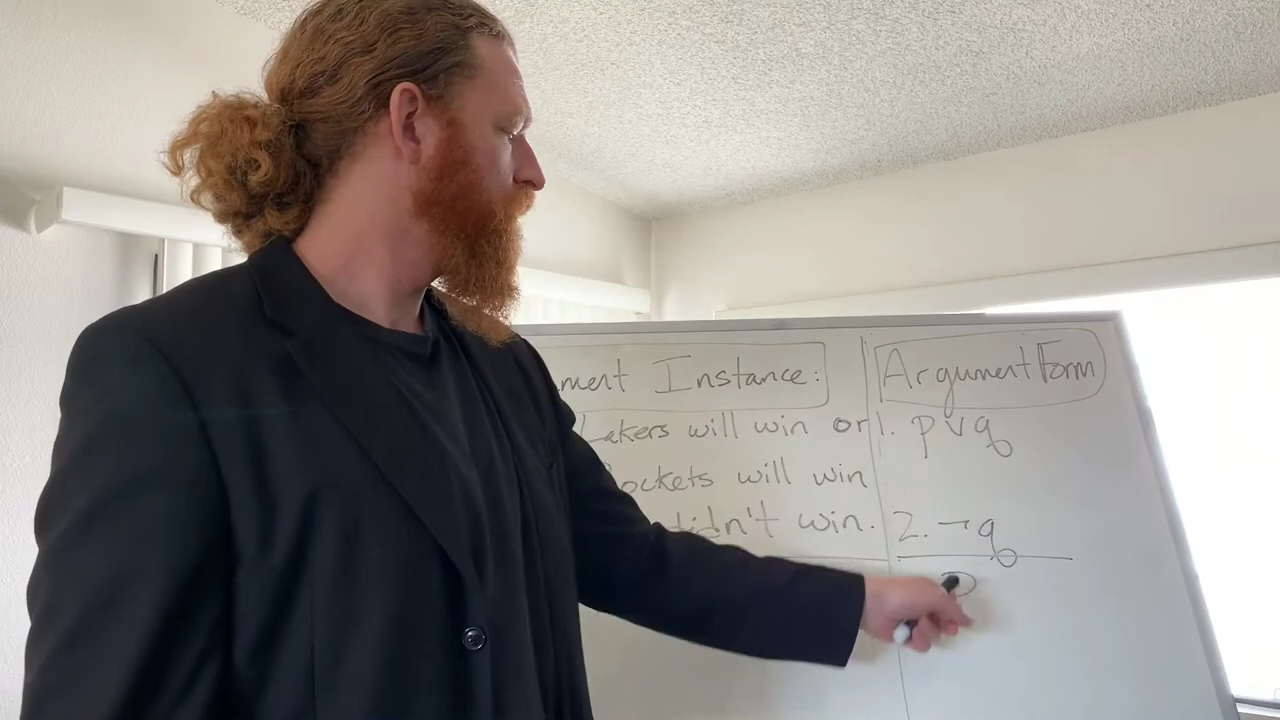 ment Instance:
Lakers will win or
ockets will win
didn't win.
Argument Form
1. p ∨ q
2. ¬q
p